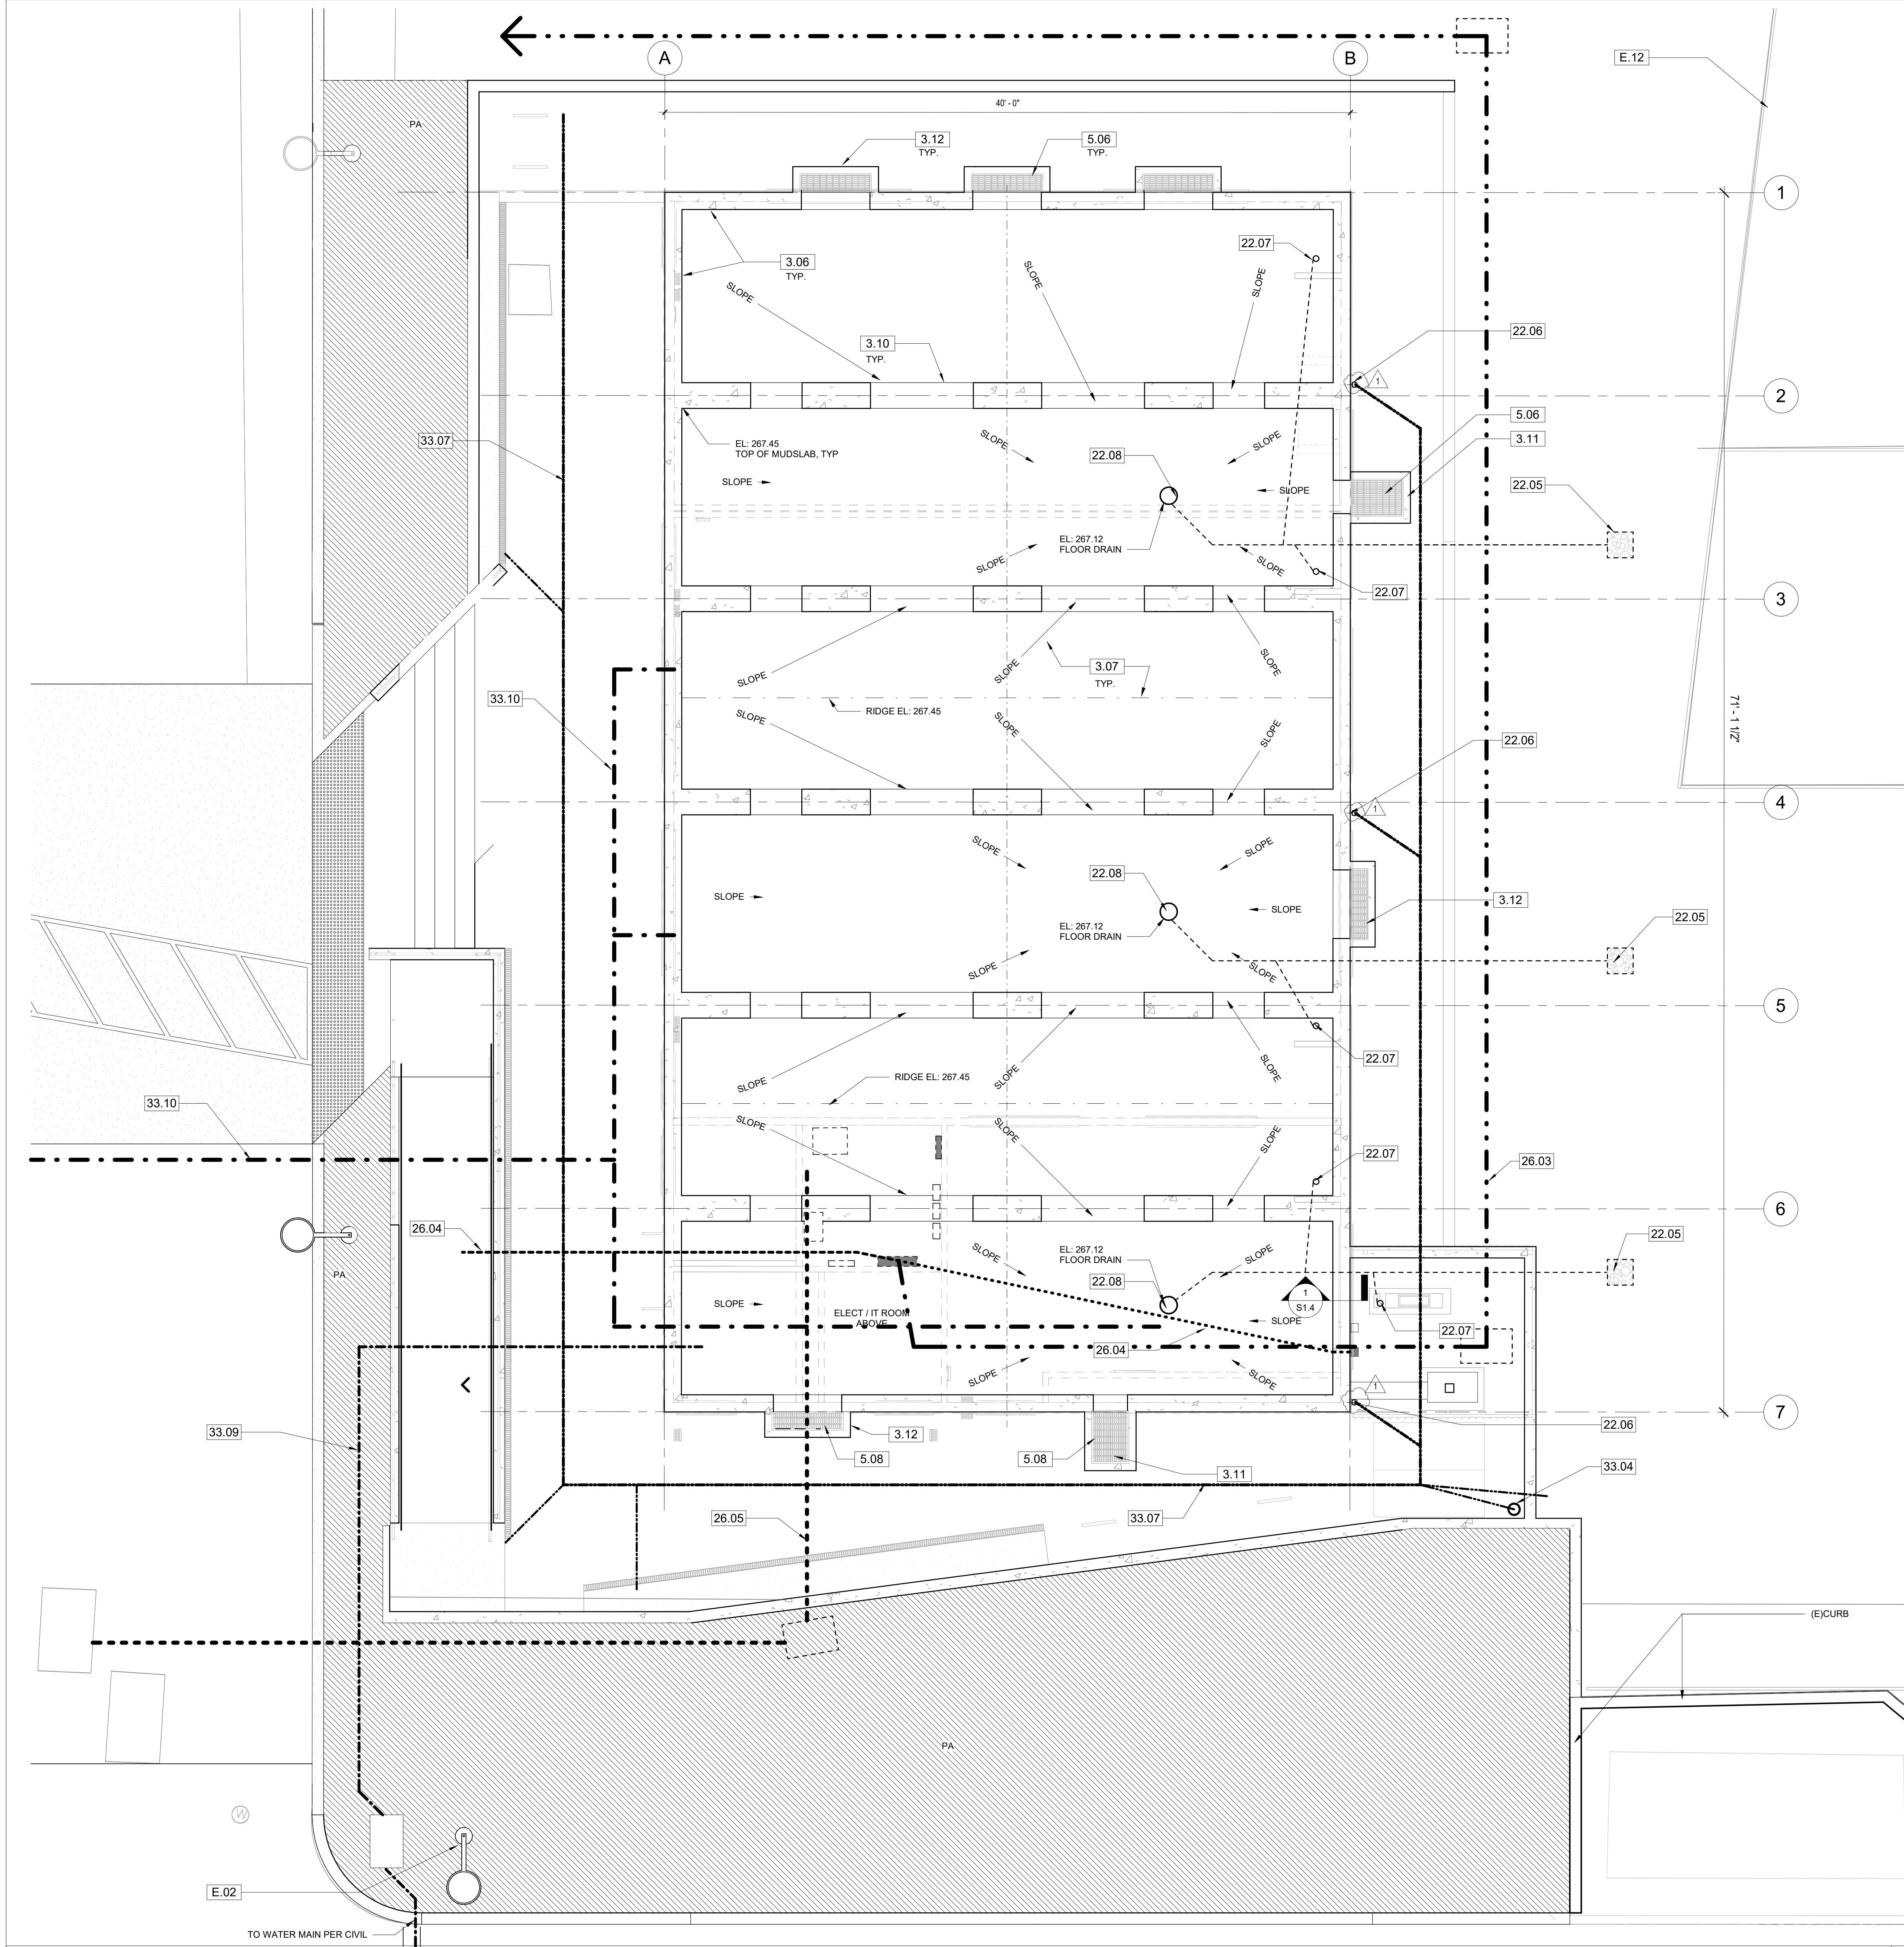 E.12
A
B
40' - 0"
PA
3.12
TYP.
5.06
TYP.
1
22.07
3.06
TYP.
SLOPE
SLOPE
SLOPE
22.06
3.10
TYP.
1
2
5.06
33.07
EL: 267.45
TOP OF MUDSLAB, TYP
SLOPE
SLOPE
3.11
22.08
SLOPE
SLOPE
22.05
EL: 267.12
FLOOR DRAIN
SLOPE
SLOPE
22.07
3
SLOPE
SLOPE
SLOPE
3.07
TYP.
33.10
RIDGE EL: 267.45
71' - 1 1/2"
SLOPE
SLOPE
SLOPE
22.06
1
4
SLOPE
SLOPE
22.08
SLOPE
3.12
SLOPE
22.05
EL: 267.12
FLOOR DRAIN
SLOPE
SLOPE
5
22.07
SLOPE
SLOPE
SLOPE
RIDGE EL: 267.45
33.10
SLOPE
SLOPE
SLOPE
22.07
26.03
6
26.04
22.05
EL: 267.12
FLOOR DRAIN
SLOPE
SLOPE
22.08
1
S1.4
SLOPE
ELECT / IT ROOM
ABOVE
SLOPE
22.07
PA
26.04
SLOPE
SLOPE
1
7
33.09
3.12
22.06
5.08
5.08
3.11
33.04
26.05
33.07
(E)CURB
PA
W
E.02
TO WATER MAIN PER CIVIL